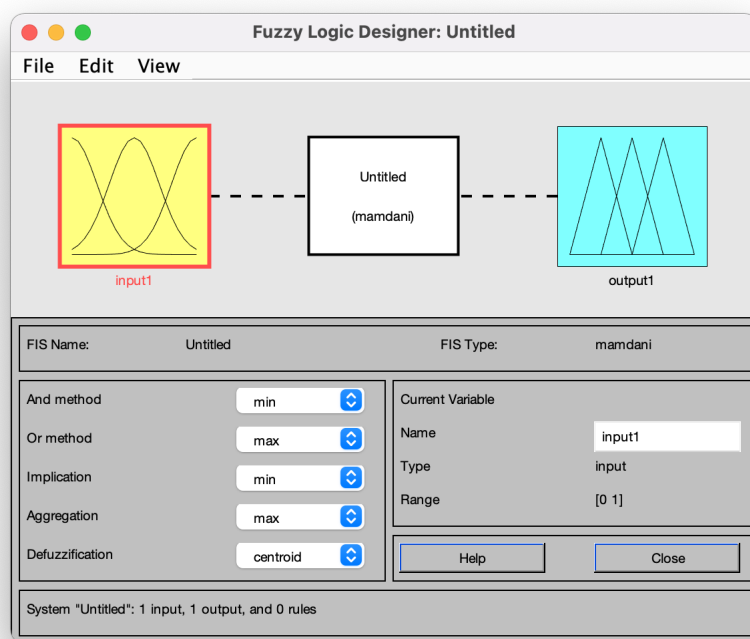 Fuzzy Logic Designer: Untitled
File Edit View
Untitled
(mamdani)
input1
output1
FIS Name: Untitled FIS Type: mamdani
And method min
Or method max
Implication min
Aggregation max
Defuzzification centroid
Current Variable
Name input1
Type input
Range [0 1]
Help Close
System "Untitled": 1 input, 1 output, and 0 rules